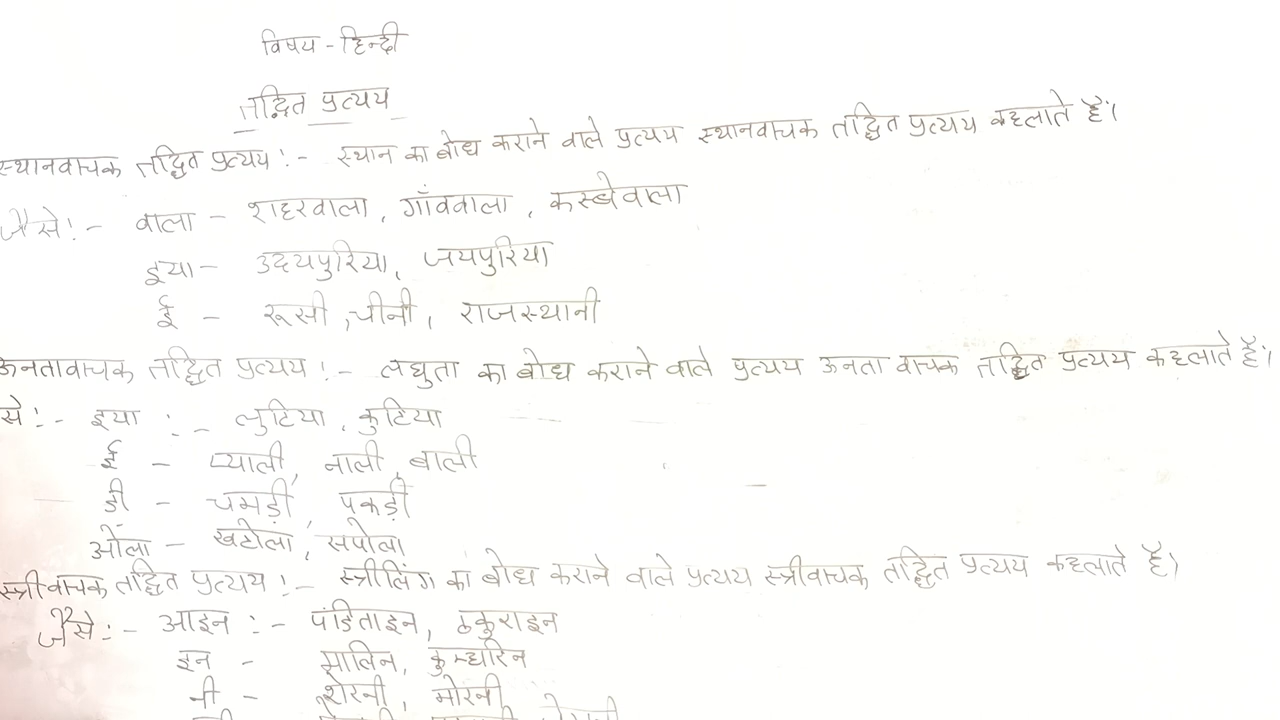 विषय - हिन्दी
तद्धित प्रत्यय
स्थानवाचक तद्धित प्रत्यय :- स्थान का बोध कराने वाले प्रत्यय स्थानवाचक तद्धित प्रत्यय कहलाते हैं।
जैसे :- वाला - शहरवाला, गाँववाला, कस्बेवाला
इया - उदयपुरिया, जयपुरिया
ई - रूसी, चीनी, राजस्थानी
ऊनतावाचक तद्धित प्रत्यय :- लघुता का बोध कराने वाले प्रत्यय ऊनता वाचक तद्धित प्रत्यय कहलाते हैं।
से :- इया :- लुटिया, कुटिया
ई - प्याली, नाली, बाली
डी - चमड़ी, पकड़ी
ओला - खटोला, सपोला
स्त्रीवाचक तद्धित प्रत्यय :- स्त्रीलिंग का बोध कराने वाले प्रत्यय स्त्रीवाचक तद्धित प्रत्यय कहलाते है।
जैसे :- आइन :- पंडिताइन, ठकुराइन
इन - मालिन, कुम्हारिन
नी - शेरनी, मोरनी